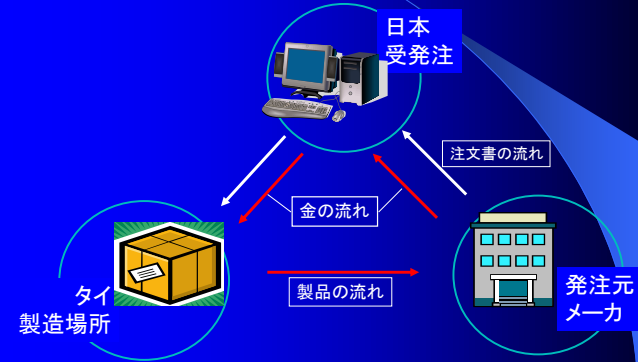 日本
受発注
注文書の流れ
金の流れ
タイ
製造場所
製品の流れ
発注元
メーカ